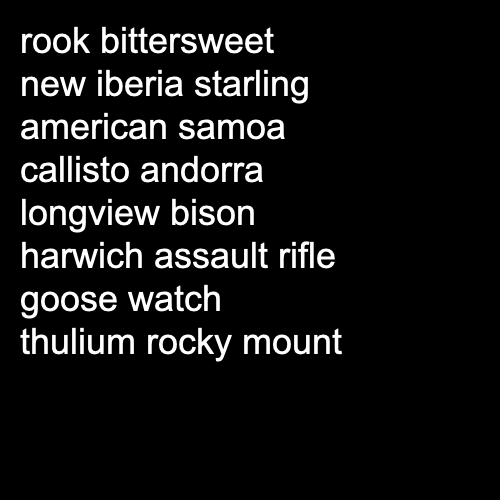 rook bittersweet
new iberia starling
american samoa
callisto andorra
longview bison
harwich assault rifle
goose watch
thulium rocky mount